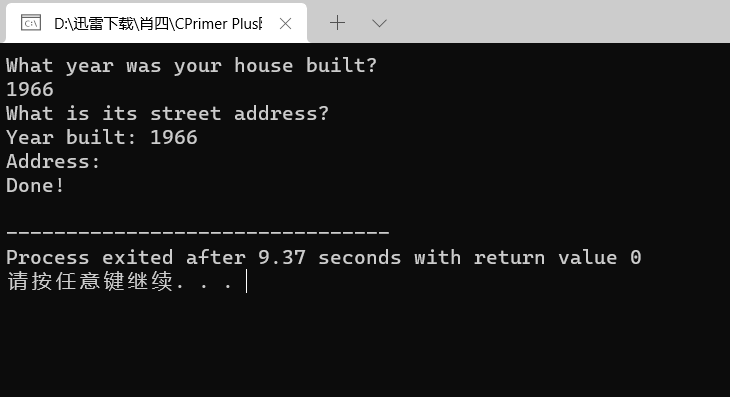 D:\迅雷下载\肖四\CPrimer Plus
What year was your house built?
1966
What is its street address?
Year built: 1966
Address:
Done!
--------------------------------
Process exited after 9.37 seconds with return value 0
请按任意键继续. . .